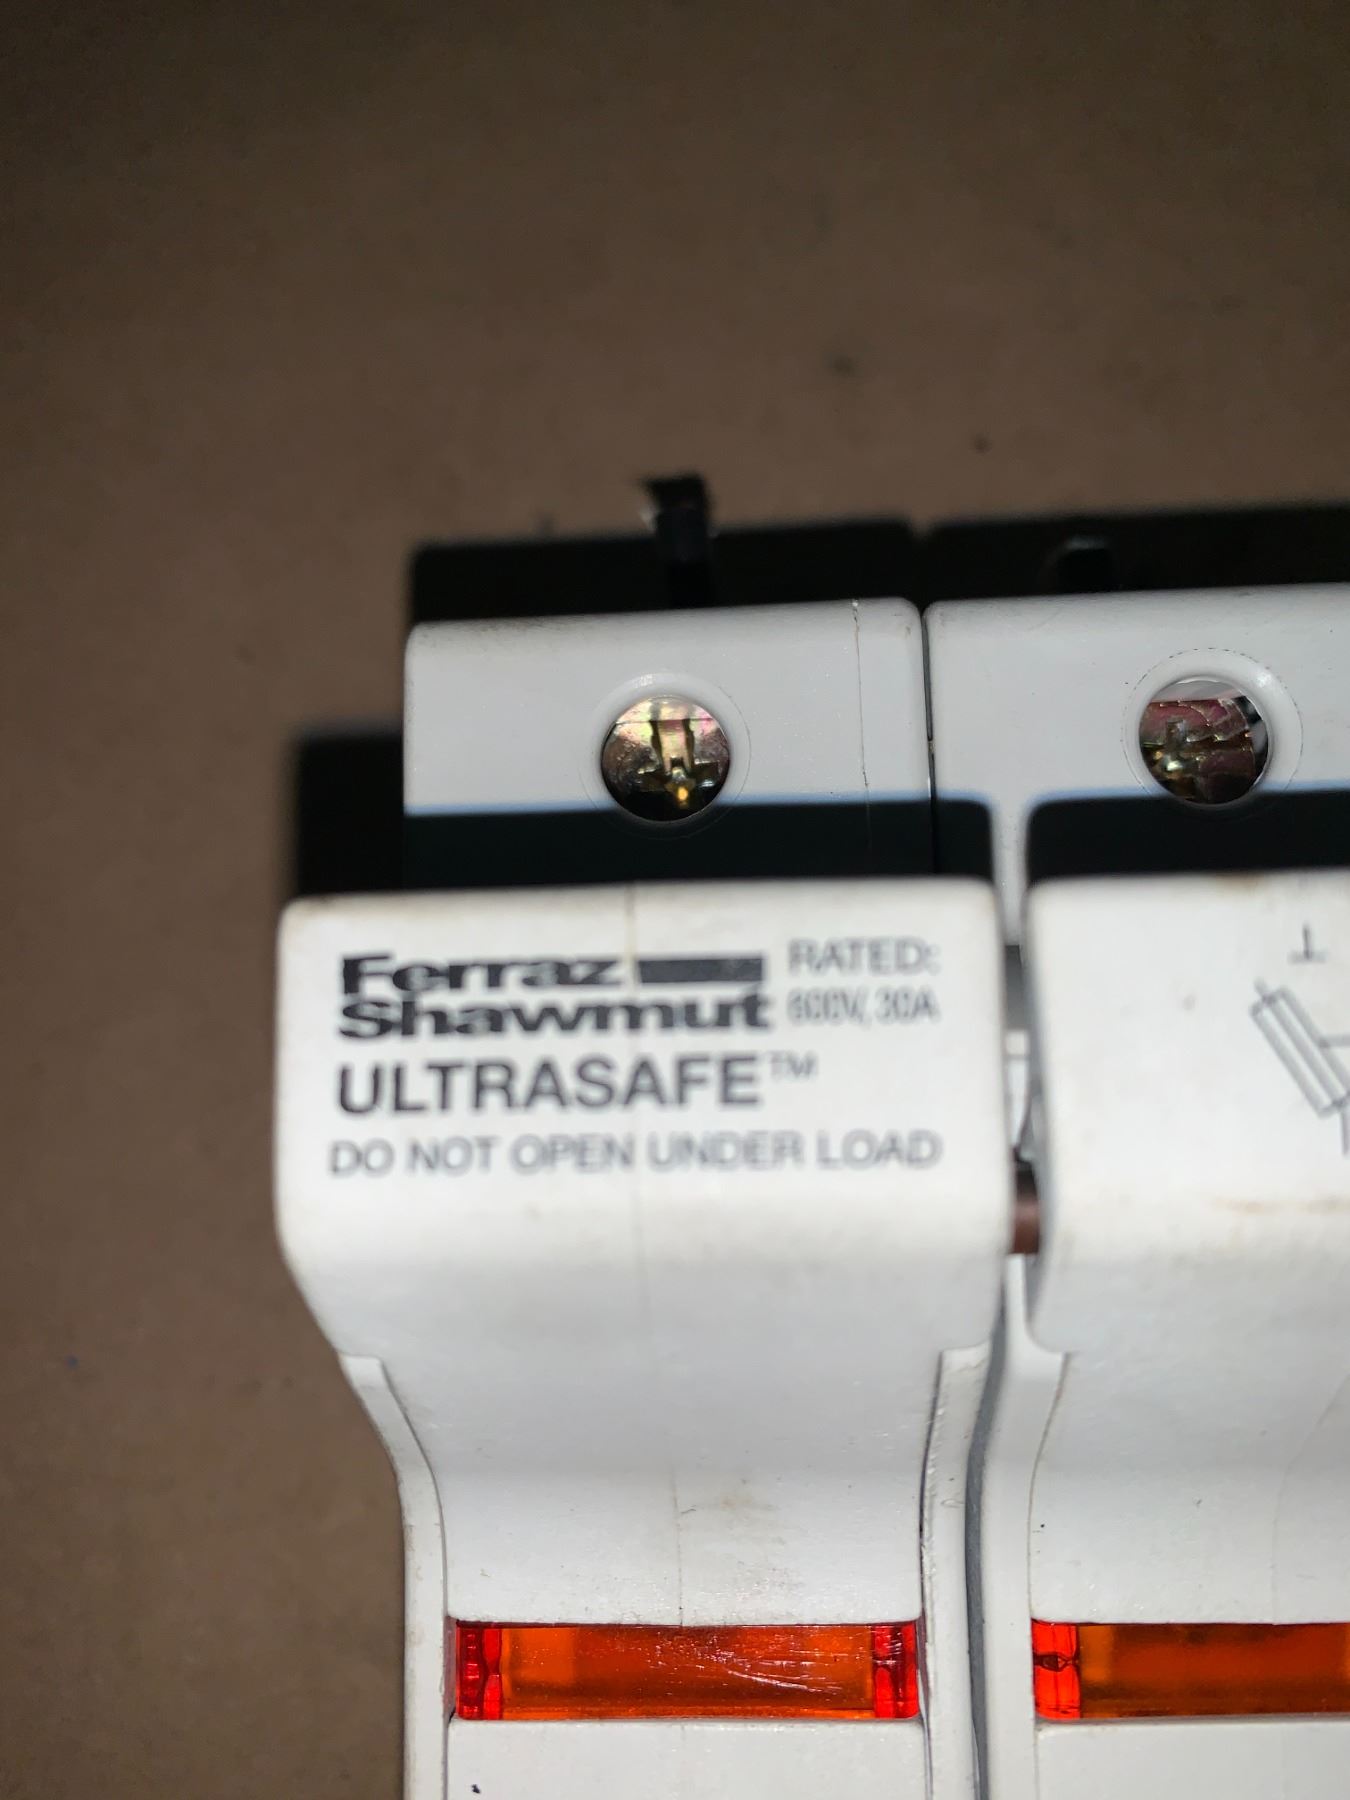 Ferraz
Shawmut
RATED:
600V, 30A
ULTRASAFE™
DO NOT OPEN UNDER LOAD